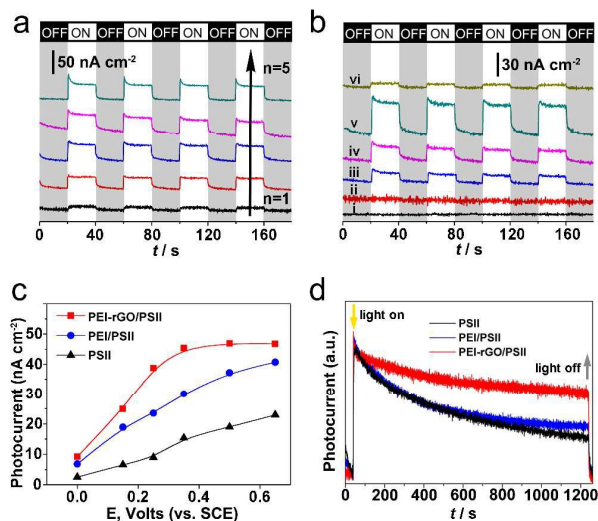 a
OFF ON OFF ON OFF ON OFF ON OFF
50 nA cm⁻²
n=5
n=1
0 40 80 120 160
t / s
b
OFF ON OFF ON OFF ON OFF ON OFF
30 nA cm⁻²
vi
v
iv
iii
ii
i
0 40 80 120 160
t / s
c
Photocurrent (nA cm⁻²)
50
40
30
20
10
0
PEI-rGO/PSII
PEI/PSII
PSII
0.0 0.2 0.4 0.6
E, Volts (vs. SCE)
d
Photocurrent (a.u.)
light on
PSII
PEI/PSII
PEI-rGO/PSII
light off
0 200 400 600 800 1000 1200
t / s